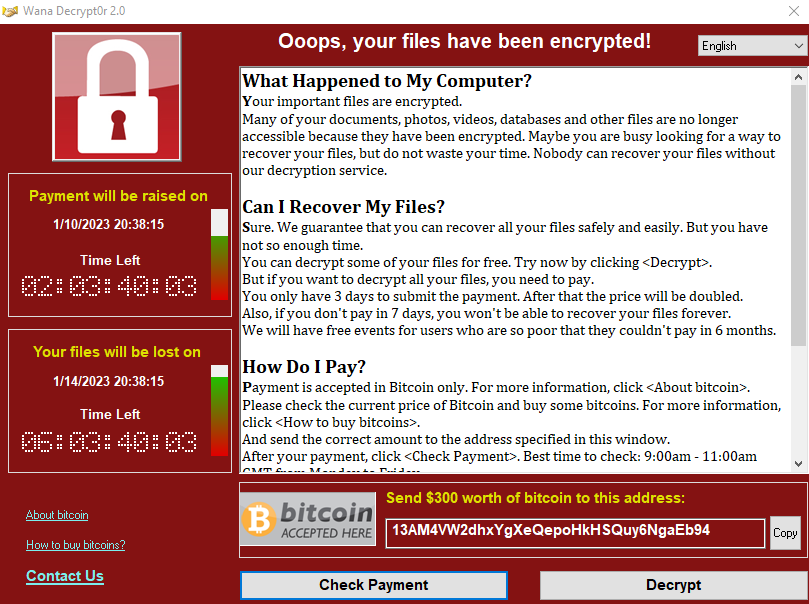 Wana Decrypt0r 2.0
Ooops, your files have been encrypted!
English
Payment will be raised on
1/10/2023 20:38:15
Time Left
02:03:40:03
Your files will be lost on
1/14/2023 20:38:15
Time Left
06:03:40:03
About bitcoin
How to buy bitcoins?
Contact Us
What Happened to My Computer?
Your important files are encrypted.
Many of your documents, photos, videos, databases and other files are no longer
accessible because they have been encrypted. Maybe you are busy looking for a way to
recover your files, but do not waste your time. Nobody can recover your files without
our decryption service.
Can I Recover My Files?
Sure. We guarantee that you can recover all your files safely and easily. But you have
not so enough time.
You can decrypt some of your files for free. Try now by clicking <Decrypt>.
But if you want to decrypt all your files, you need to pay.
You only have 3 days to submit the payment. After that the price will be doubled.
Also, if you don't pay in 7 days, you won't be able to recover your files forever.
We will have free events for users who are so poor that they couldn't pay in 6 months.
How Do I Pay?
Payment is accepted in Bitcoin only. For more information, click <About bitcoin>.
Please check the current price of Bitcoin and buy some bitcoins. For more information,
click <How to buy bitcoins>.
And send the correct amount to the address specified in this window.
After your payment, click <Check Payment>. Best time to check: 9:00am - 11:00am
GMT from Monday to Friday.
bitcoin
ACCEPTED HERE
Send $300 worth of bitcoin to this address:
13AM4VW2dhxYgXeQepoHkHSQuy6NgaEb94
Copy
Check Payment
Decrypt